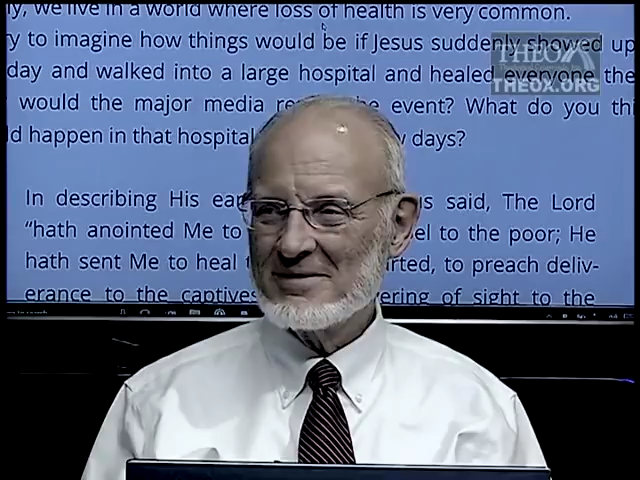 ly, we live in a world where loss of health is very common.
y to imagine how things would be if Jesus suddenly showed up
day and walked into a large hospital and healed everyone the
would the major media re he event? What do you thi
d happen in that hospital w days?
In describing His ear s said, The Lord
“hath anointed Me to el to the poor; He
hath sent Me to heal rted, to preach deliv-
erance to the captives ering of sight to the
THEOA
THEOA.ORG